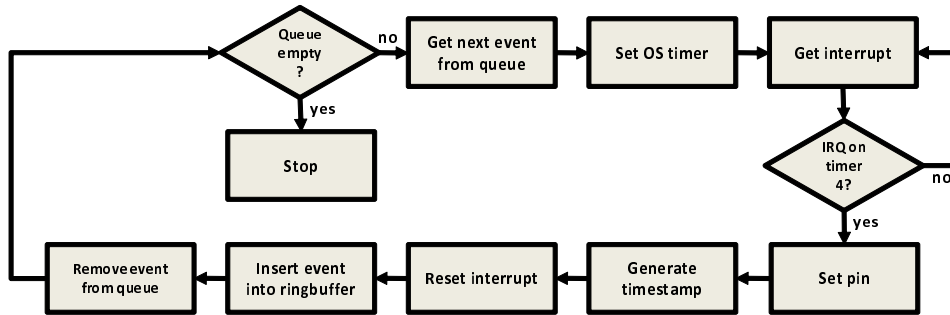 Queue
empty
?
no
yes
Get next event
from queue
Set OS timer
Get interrupt
Stop
IRQ on
timer
4?
no
yes
Remove event
from queue
Insert event
into ringbuffer
Reset interrupt
Generate
timestamp
Set pin